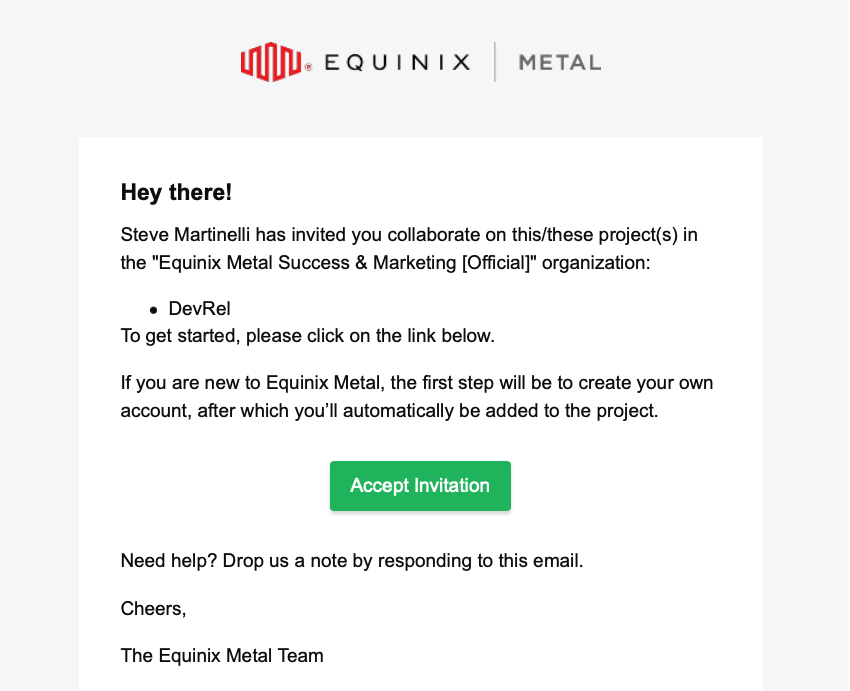 EQUINIX | METAL
Hey there!
Steve Martinelli has invited you collaborate on this/these project(s) in
the "Equinix Metal Success & Marketing [Official]" organization:
• DevRel
To get started, please click on the link below.
If you are new to Equinix Metal, the first step will be to create your own
account, after which you’ll automatically be added to the project.
Accept Invitation
Need help? Drop us a note by responding to this email.
Cheers,
The Equinix Metal Team